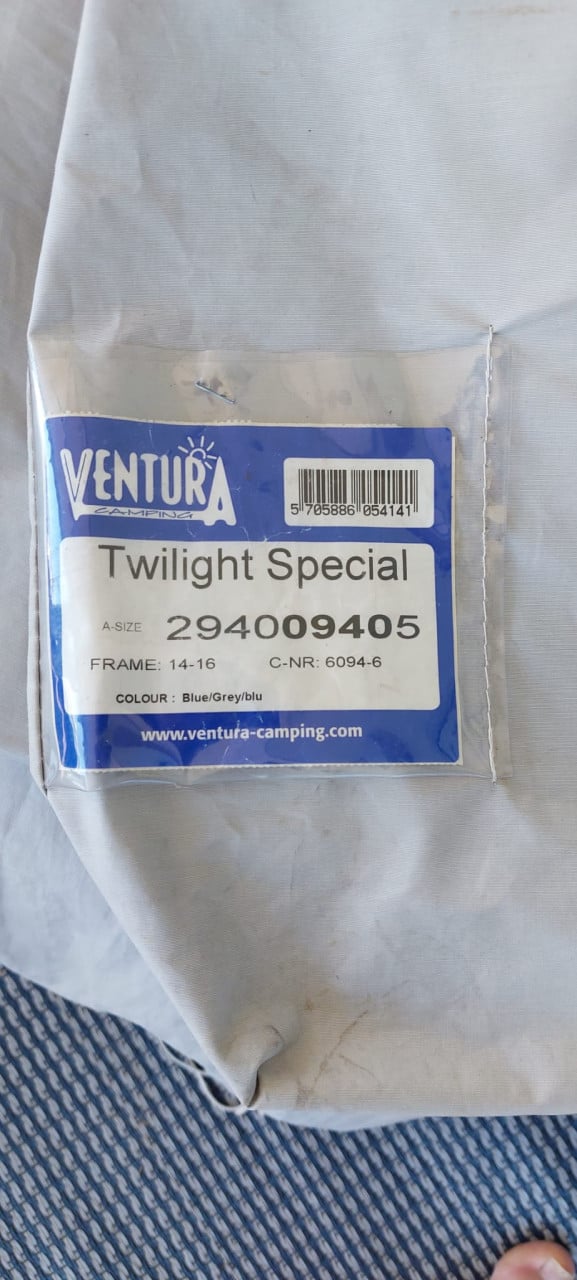 VENTURA
CAMPING
5 705886 054141
Twilight Special
A-SIZE 294009405
FRAME: 14-16 C-NR: 6094-6
COLOUR : Blue/Grey/blu
www.ventura-camping.com